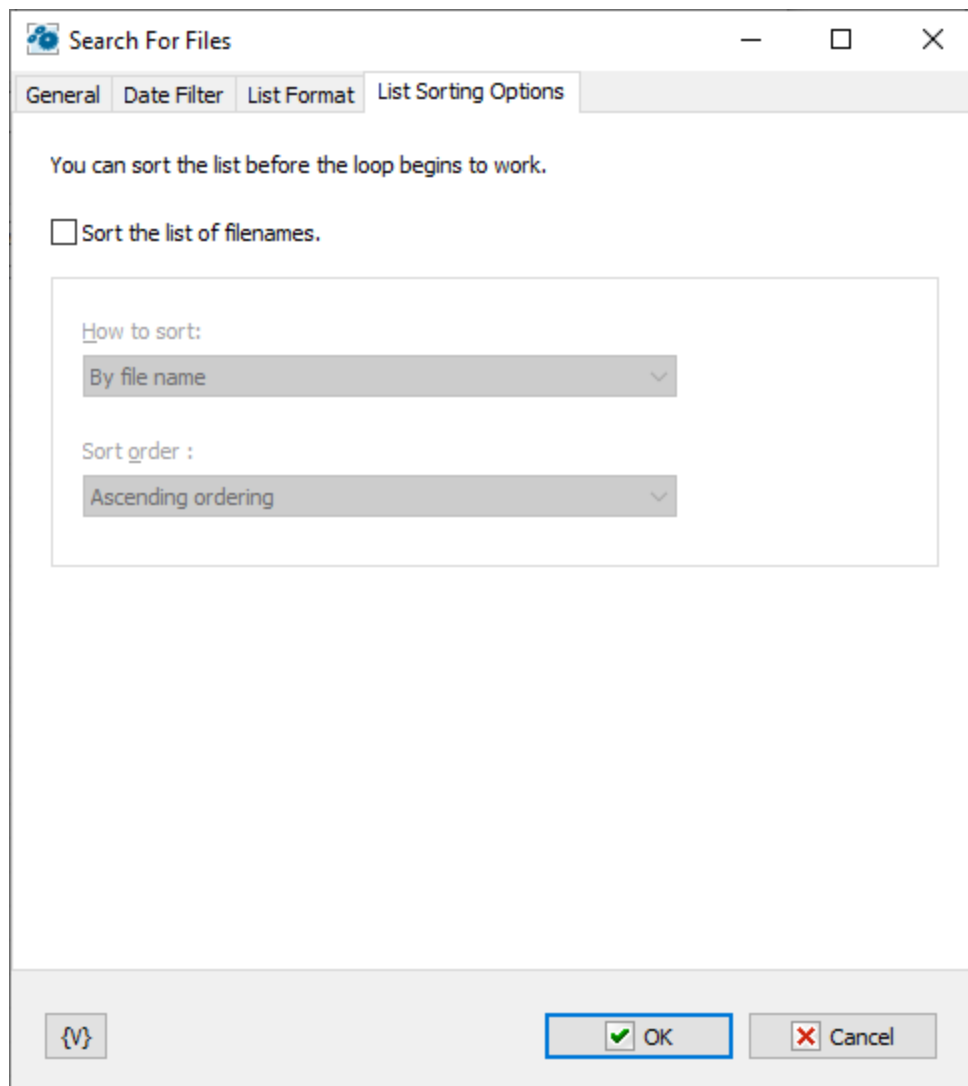 Search For Files
General Date Filter List Format List Sorting Options
You can sort the list before the loop begins to work.
Sort the list of filenames.
How to sort:
By file name
Sort order :
Ascending ordering
{V} OK Cancel